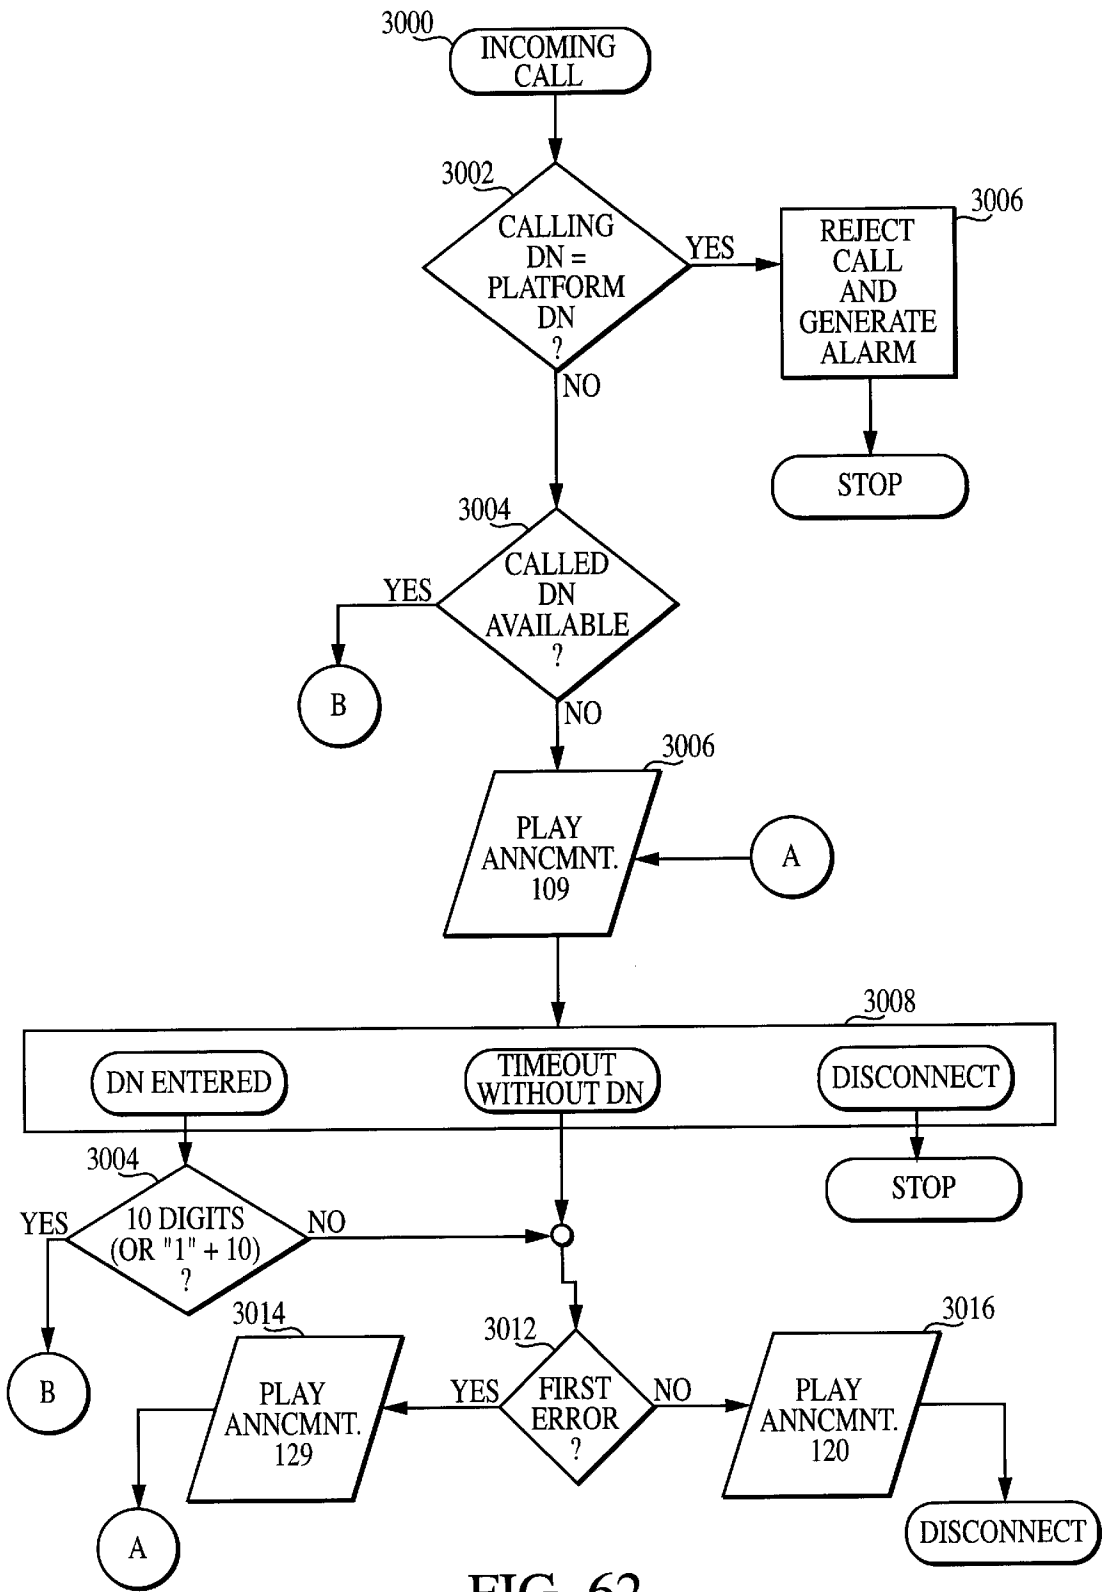 3000
INCOMING
CALL
3002
CALLING
DN =
PLATFORM
DN
?
YES
NO
3006
REJECT
CALL
AND
GENERATE
ALARM
STOP
3004
CALLED
DN
AVAILABLE
?
YES
NO
B
3006
PLAY
ANNCMNT.
109
A
3008
DN ENTERED
TIMEOUT
WITHOUT DN
DISCONNECT
STOP
3004
10 DIGITS
(OR "1" + 10)
?
YES
NO
B
3012
FIRST
ERROR
?
YES
NO
3014
PLAY
ANNCMNT.
129
A
3016
PLAY
ANNCMNT.
120
DISCONNECT
FIG. 62